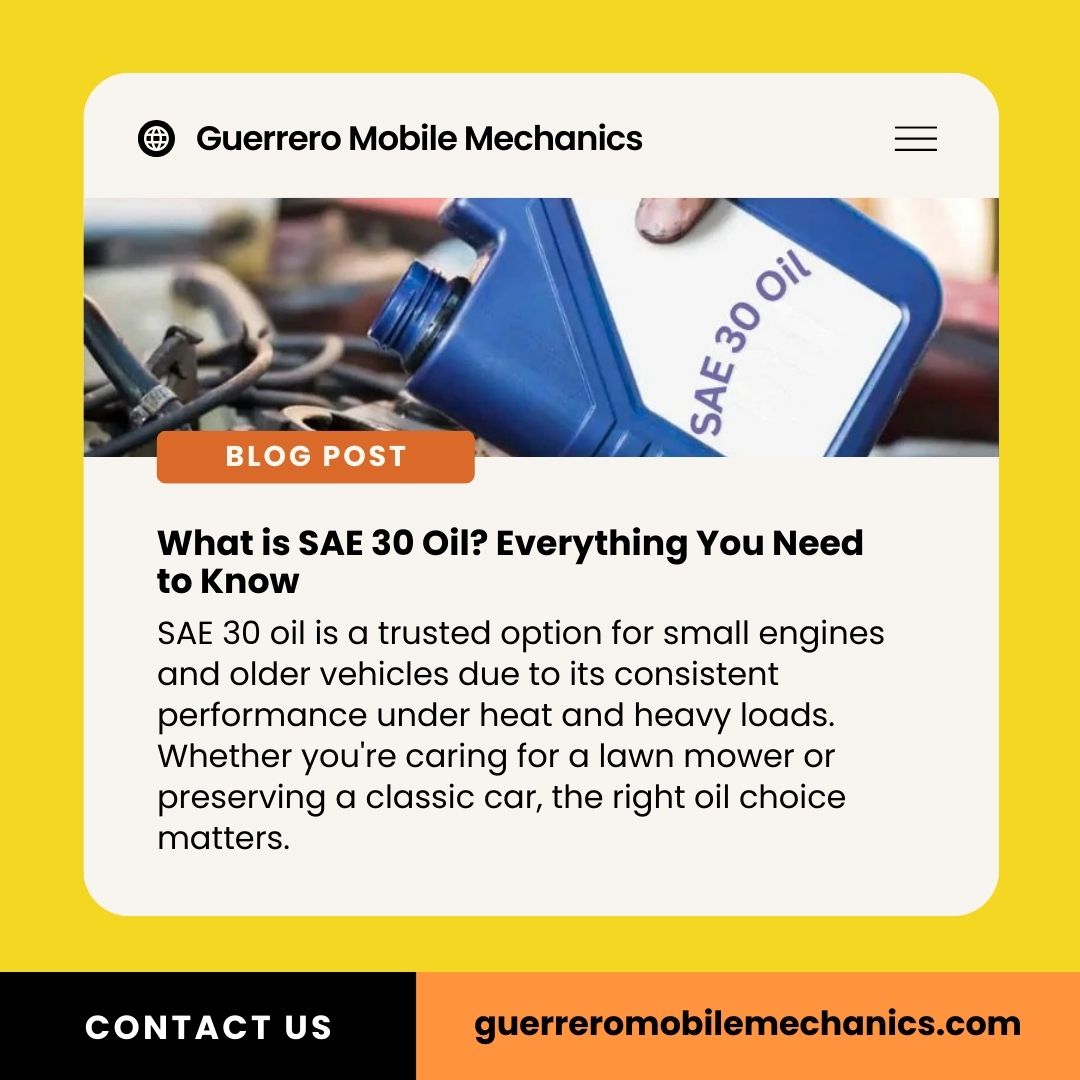 Guerrero Mobile Mechanics
SAE 30 Oil
BLOG POST
What is SAE 30 Oil? Everything You Need
to Know
SAE 30 oil is a trusted option for small engines
and older vehicles due to its consistent
performance under heat and heavy loads.
Whether you're caring for a lawn mower or
preserving a classic car, the right oil choice
matters.
CONTACT US
guerreromobilemechanics.com